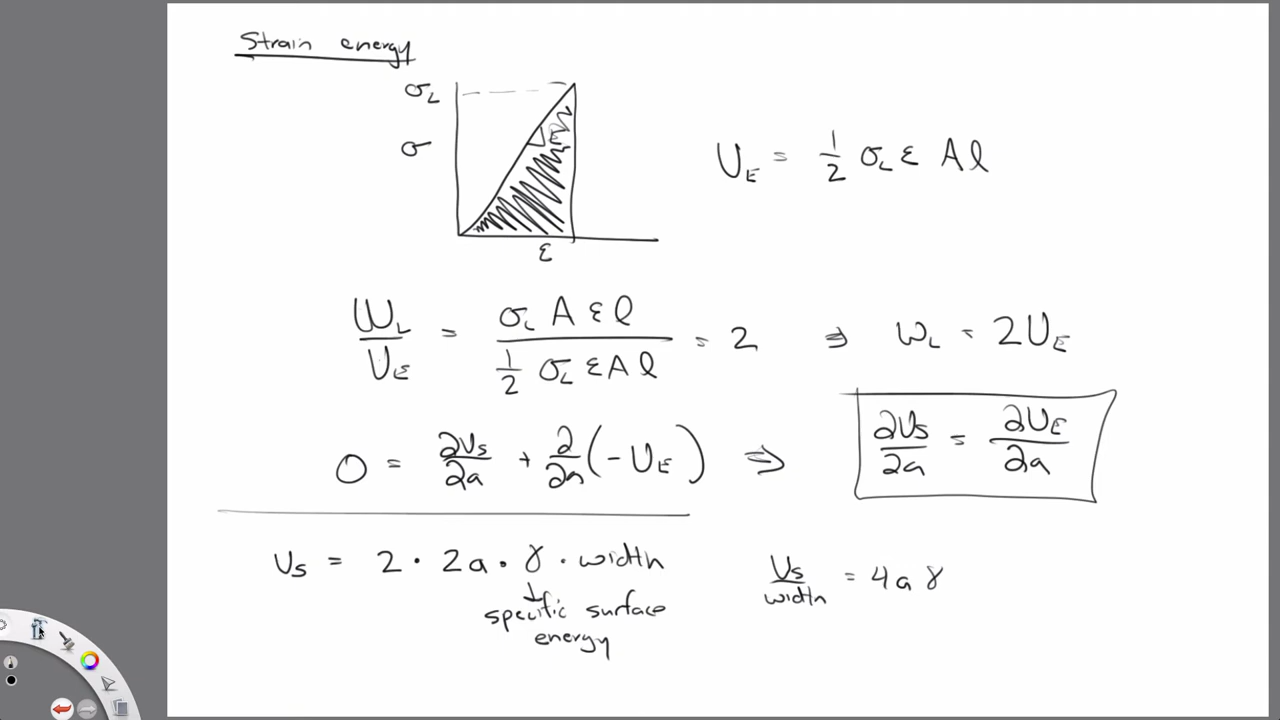 Strain energy
σL
σ
UE
ε
UE = 1/2 σL ε A l
WL/UE = σL A ε l / (1/2 σL ε A l) = 2 ⇒ WL = 2UE
0 = ∂Us/∂a + ∂/∂a (-UE) ⇒ ∂Us/∂a = ∂UE/∂a
Us = 2 · 2a · γ · width
specific surface
energy
Us/width = 4aγ